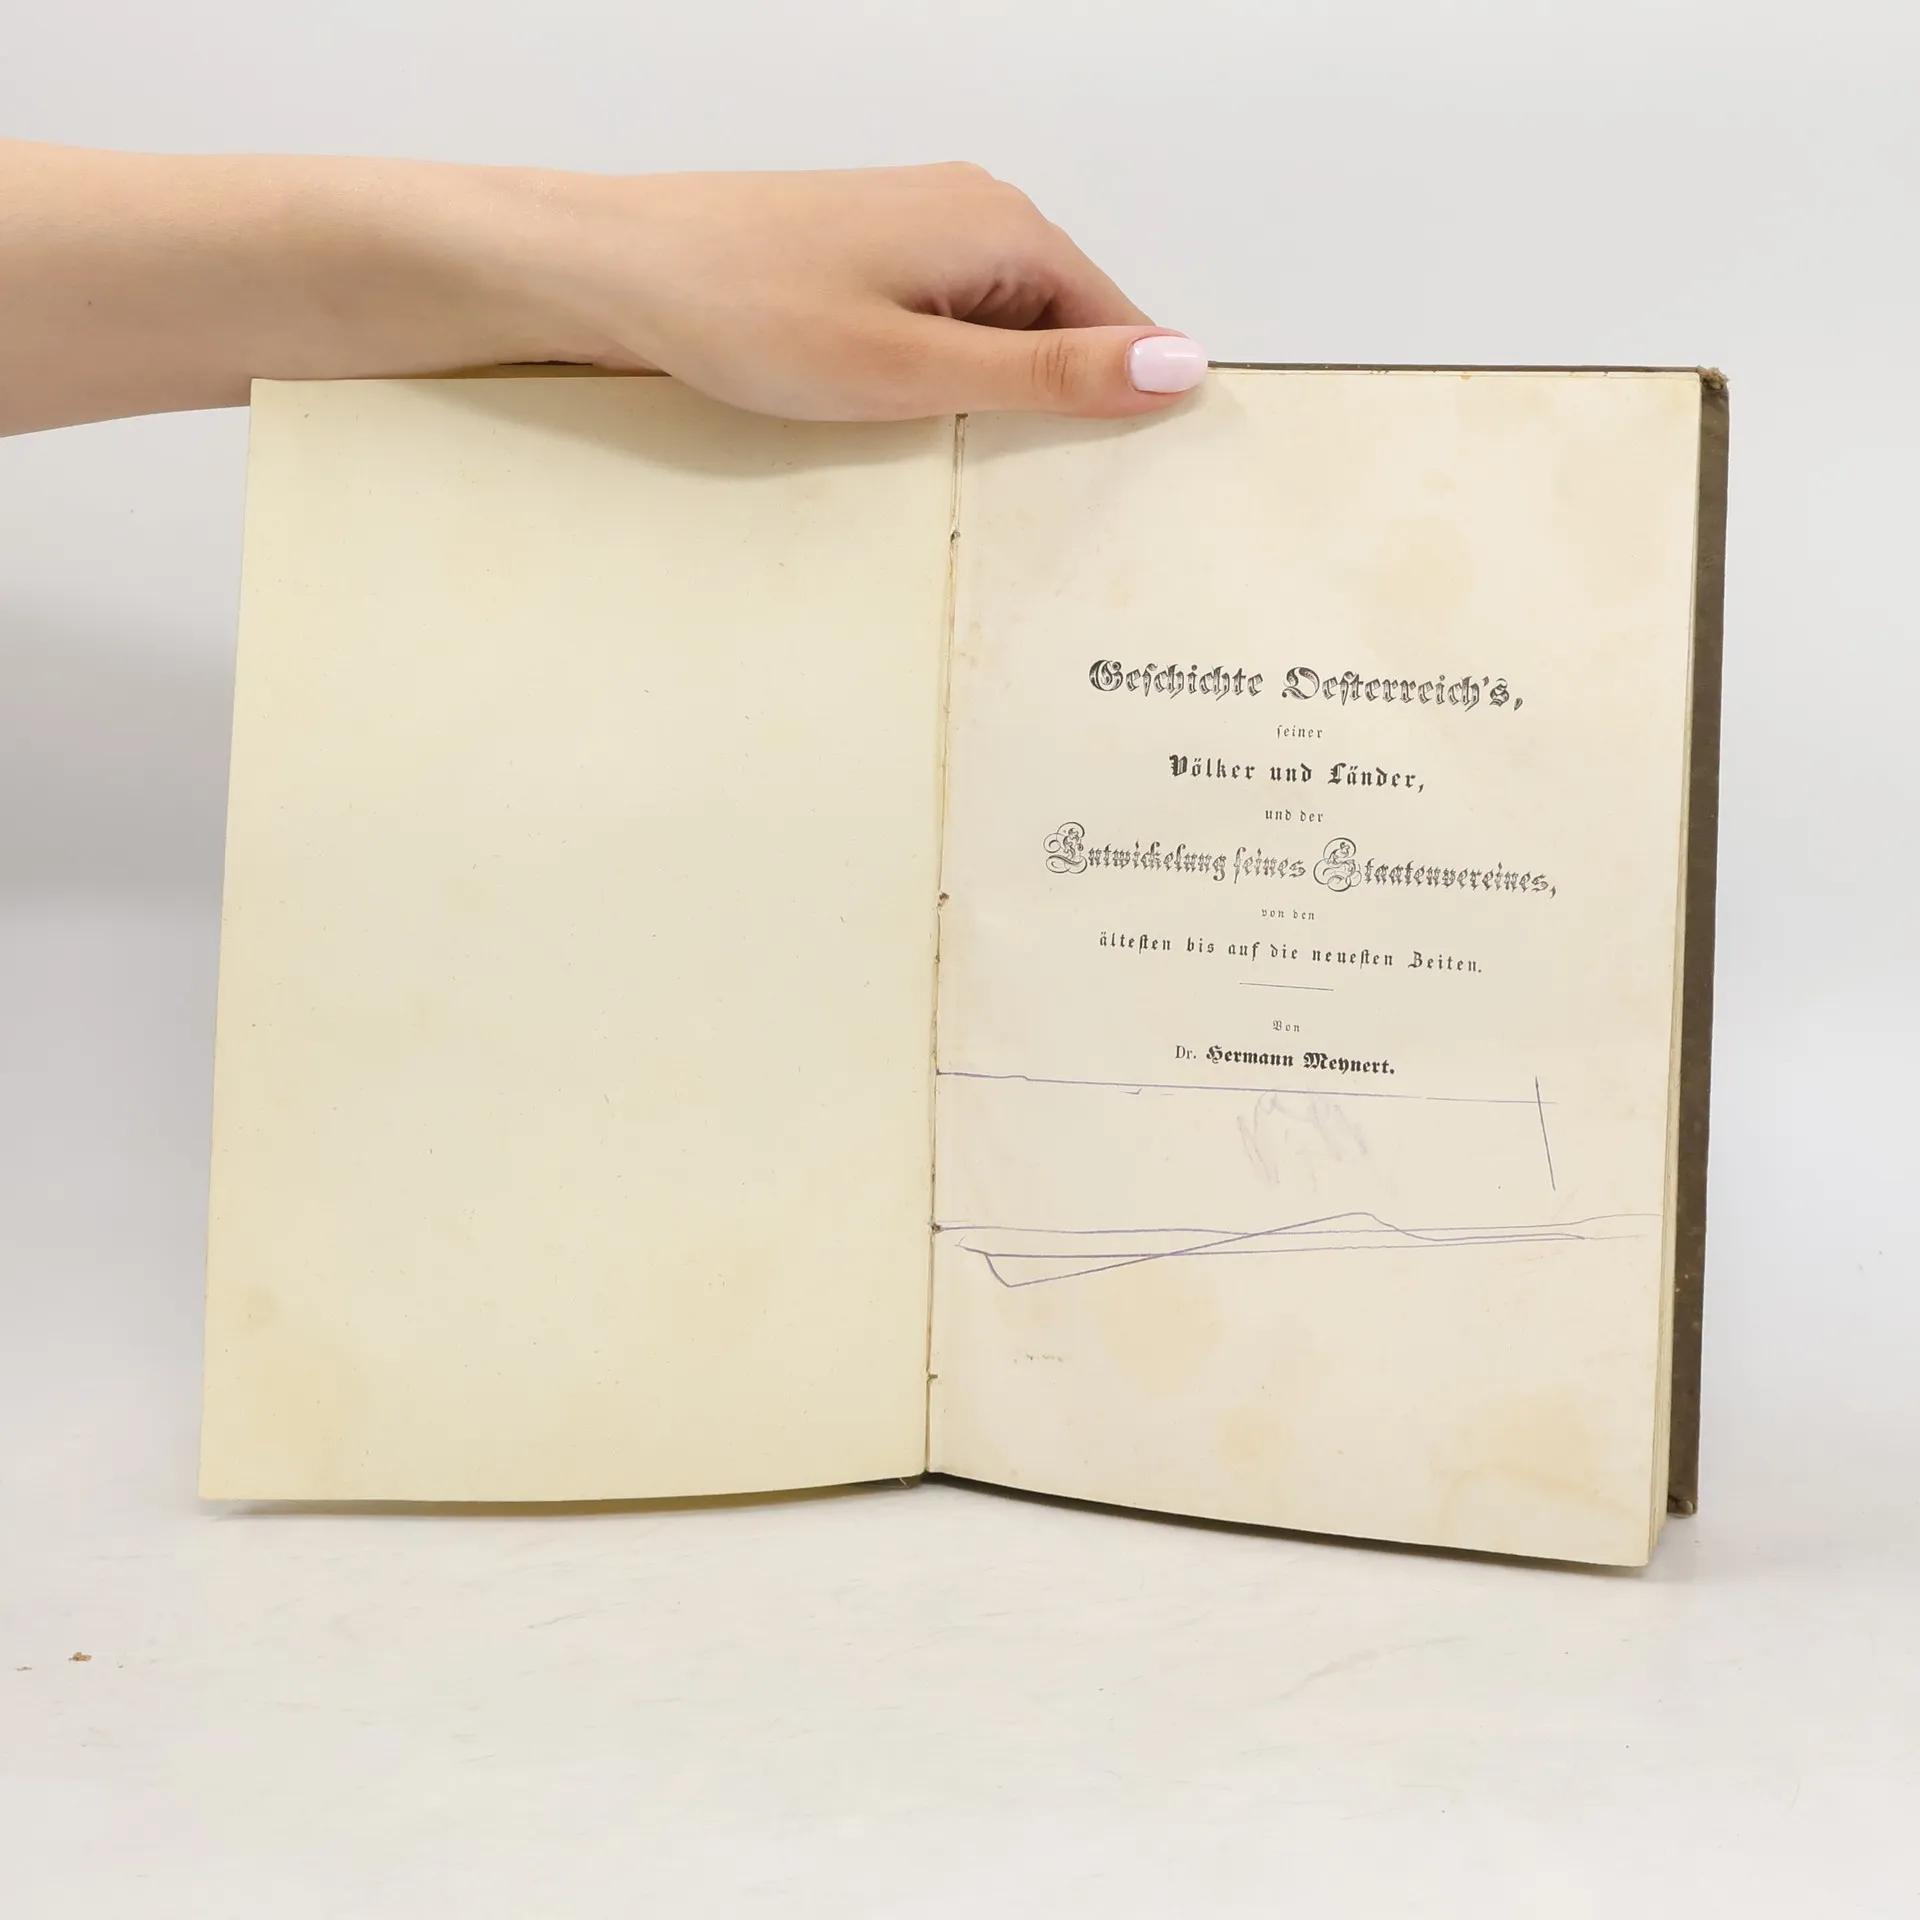 Geschichte Oesterreich's,
seiner
Völker und Länder,
und der
Entwickelung seines Staatenvereines,
von den
ältesten bis auf die neuesten Zeiten.
Von
Dr. Hermann Meynert.